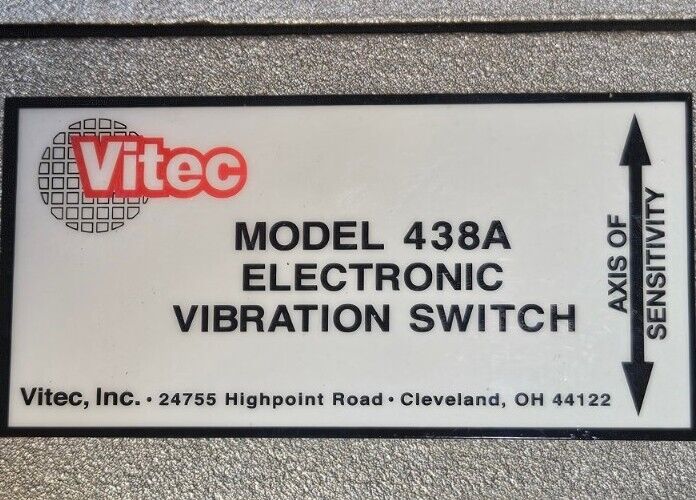 Vitec
MODEL 438A
ELECTRONIC
VIBRATION SWITCH
AXIS OF
SENSITIVITY
Vitec, Inc. · 24755 Highpoint Road · Cleveland, OH 44122